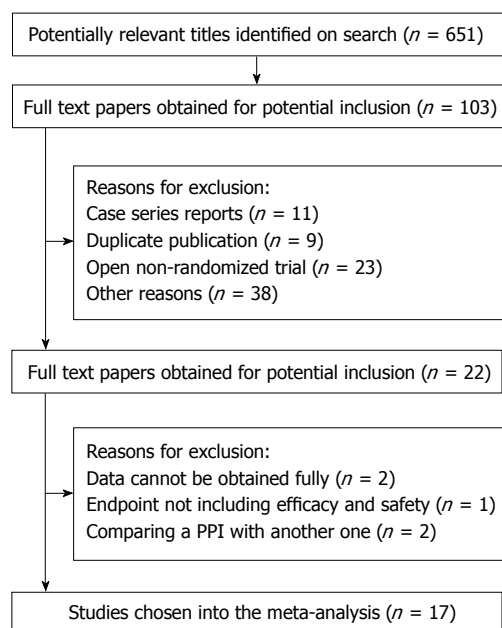 Potentially relevant titles identified on search (n = 651)
Full text papers obtained for potential inclusion (n = 103)
Reasons for exclusion:
Case series reports (n = 11)
Duplicate publication (n = 9)
Open non-randomized trial (n = 23)
Other reasons (n = 38)
Full text papers obtained for potential inclusion (n = 22)
Reasons for exclusion:
Data cannot be obtained fully (n = 2)
Endpoint not including efficacy and safety (n = 1)
Comparing a PPI with another one (n = 2)
Studies chosen into the meta-analysis (n = 17)